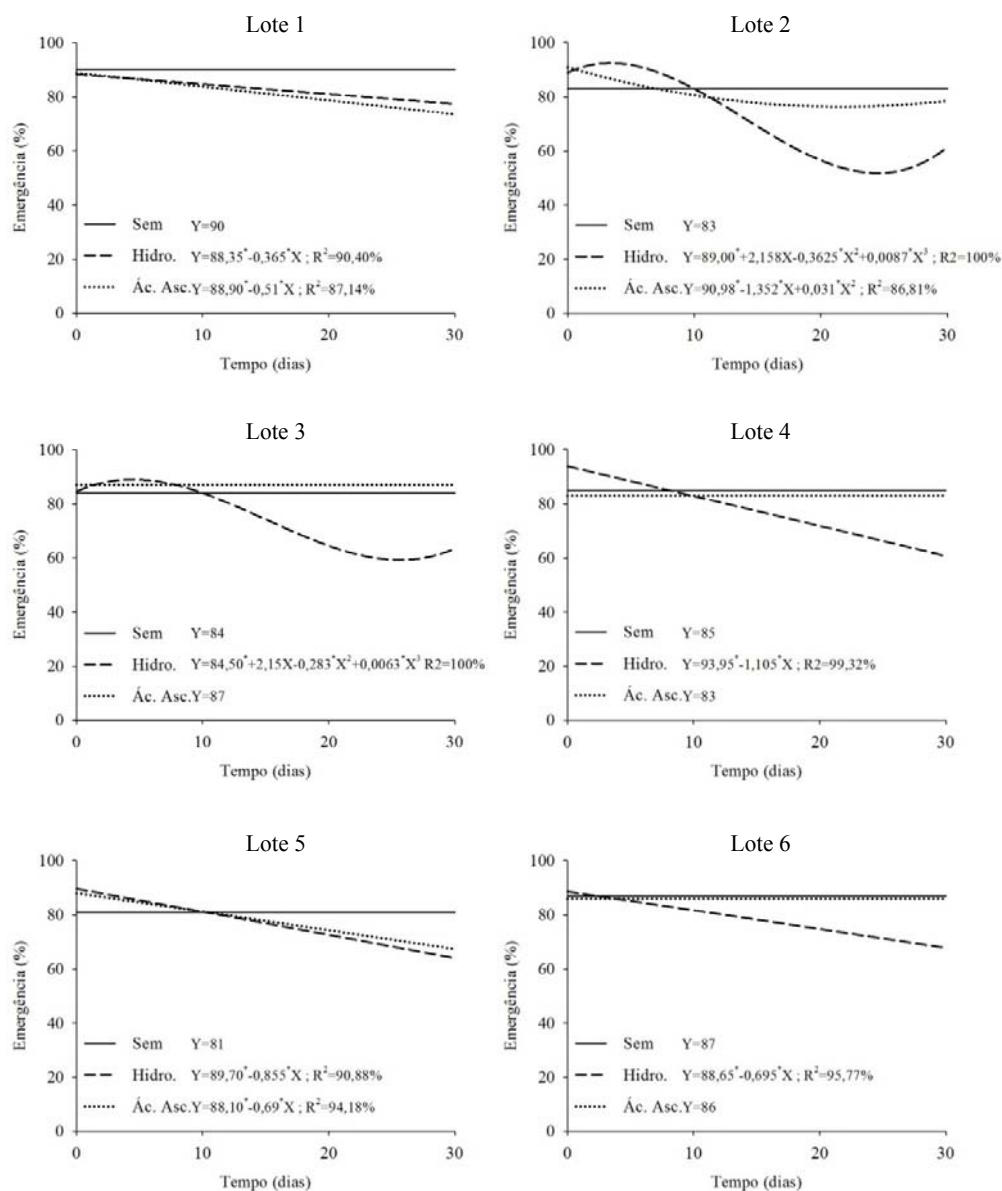 Lote 1
100
80
60
40
20
0
Emergência (%)
Sem Y=90
Hidro. Y=88,35*-0,365*X ; R²=90,40%
Ác. Asc. Y=88,90*-0,51*X ; R²=87,14%
0 10 20 30
Tempo (dias)
Lote 2
100
80
60
40
20
0
Emergência (%)
Sem Y=83
Hidro. Y=89,00*+2,158X-0,3625*X²+0,0087*X³ ; R2=100%
Ác. Asc. Y=90,98*-1,352*X+0,031*X² ; R²=86,81%
0 10 20 30
Tempo (dias)
Lote 3
100
80
60
40
20
0
Emergência (%)
Sem Y=84
Hidro. Y=84,50*+2,15X-0,283*X²+0,0063*X³ R2=100%
Ác. Asc. Y=87
0 10 20 30
Tempo (dias)
Lote 4
100
80
60
40
20
0
Emergência (%)
Sem Y=85
Hidro. Y=93,95*-1,105*X ; R2=99,32%
Ác. Asc. Y=83
0 10 20 30
Tempo (dias)
Lote 5
100
80
60
40
20
0
Emergência (%)
Sem Y=81
Hidro. Y=89,70*-0,855*X ; R²=90,88%
Ác. Asc. Y=88,10*-0,69*X ; R²=94,18%
0 10 20 30
Tempo (dias)
Lote 6
100
80
60
40
20
0
Emergência (%)
Sem Y=87
Hidro. Y=88,65*-0,695*X ; R²=95,77%
Ác. Asc. Y=86
0 10 20 30
Tempo (dias)